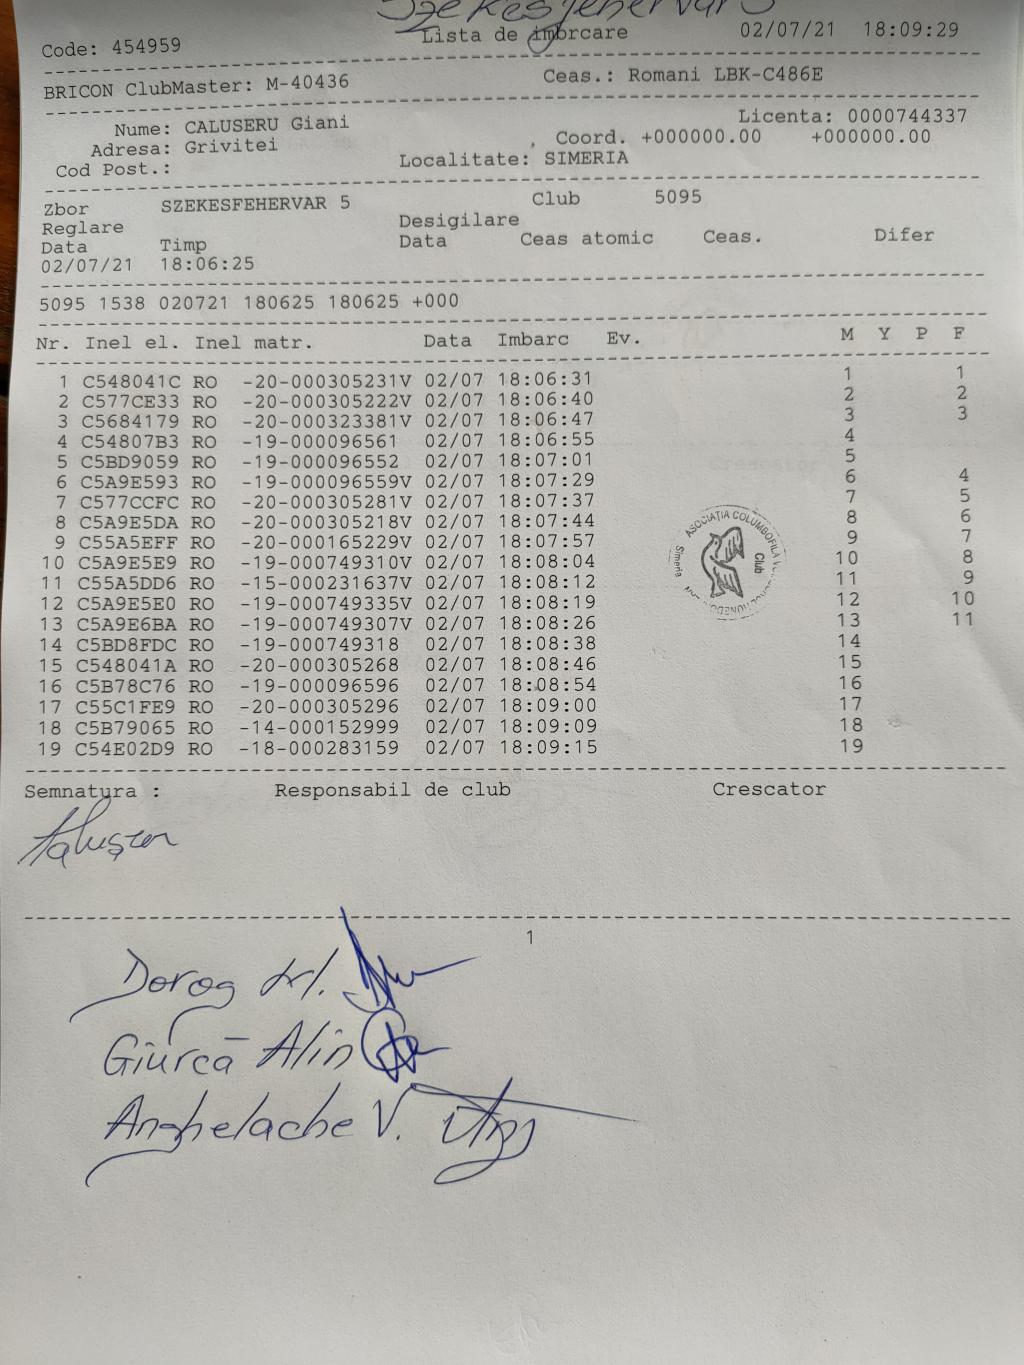 Szekesfehervar 5
Code: 454959 Lista de imbrcare 02/07/21 18:09:29
BRICON ClubMaster: M-40436 Ceas.: Romani LBK-C486E
Nume: CALUSERU Giani Licenta: 0000744337
Adresa: Grivitei , Coord. +000000.00 +000000.00
Cod Post.: Localitate: SIMERIA
Zbor SZEKESFEHERVAR 5 Club 5095
Reglare Desigilare
Data Timp Data Ceas atomic Ceas. Difer
02/07/21 18:06:25
5095 1538 020721 180625 180625 +000
Nr. Inel el. Inel matr. Data Imbarc Ev. M Y P F
1 C548041C RO -20-000305231V 02/07 18:06:31 1 1
2 C577CE33 RO -20-000305222V 02/07 18:06:40 2 2
3 C5684179 RO -20-000323381V 02/07 18:06:47 3 3
4 C54807B3 RO -19-000096561 02/07 18:06:55 4
5 C5BD9059 RO -19-000096552 02/07 18:07:01 5
6 C5A9E593 RO -19-000096559V 02/07 18:07:29 6 4
7 C577CCFC RO -20-000305281V 02/07 18:07:37 7 5
8 C5A9E5DA RO -20-000305218V 02/07 18:07:44 8 6
9 C55A5EFF RO -20-000165229V 02/07 18:07:57 9 7
10 C5A9E5E9 RO -19-000749310V 02/07 18:08:04 10 8
11 C55A5DD6 RO -15-000231637V 02/07 18:08:12 11 9
12 C5A9E5E0 RO -19-000749335V 02/07 18:08:19 12 10
13 C5A9E6BA RO -19-000749307V 02/07 18:08:26 13 11
14 C5BD8FDC RO -19-000749318 02/07 18:08:38 14
15 C548041A RO -20-000305268 02/07 18:08:46 15
16 C5B78C76 RO -19-000096596 02/07 18:08:54 16
17 C55C1FE9 RO -20-000305296 02/07 18:09:00 17
18 C5B79065 RO -14-000152999 02/07 18:09:09 18
19 C54E02D9 RO -18-000283159 02/07 18:09:15 19
ASOCIAȚIA COLUMBOFILA
Club
Simeria
Semnatura : Responsabil de club Crescator
1
Dorog
Giurcă Alin
Anghelache V.